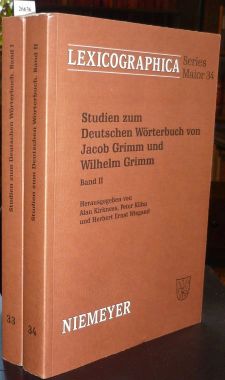 LEXICOGRAPHICA
Series
Maior 34
Studien zum
Deutschen Wörterbuch von
Jacob Grimm und
Wilhelm Grimm
Band II
Herausgegeben von
Alan Kirkness, Peter Kühn
und Herbert Ernst Wiegand
NIEMEYER
Studien zum Deutschen Wörterbuch. Band I
33
Studien zum Deutschen Wörterbuch. Band II
34